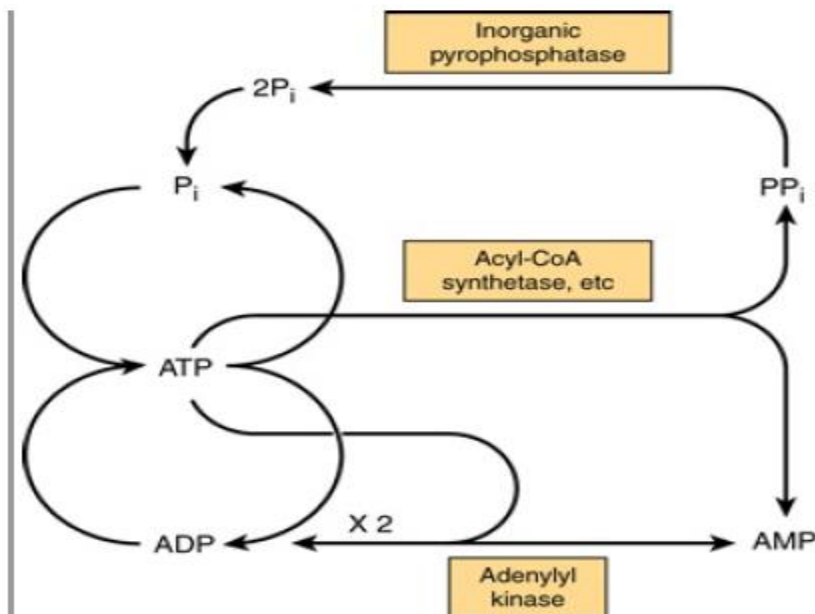 Inorganic
pyrophosphatase
2Pi
Pi
PPi
Acyl-CoA
synthetase, etc
ATP
X 2
ADP
AMP
Adenylyl
kinase